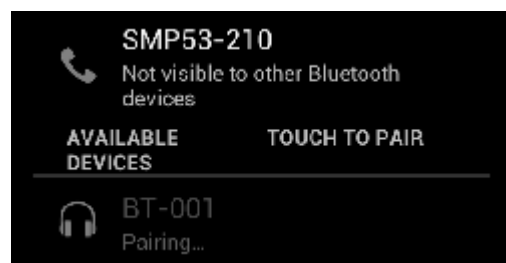 SMP53-210
Not visible to other Bluetooth
devices
AVAILABLE DEVICES
TOUCH TO PAIR
BT-001
Pairing...